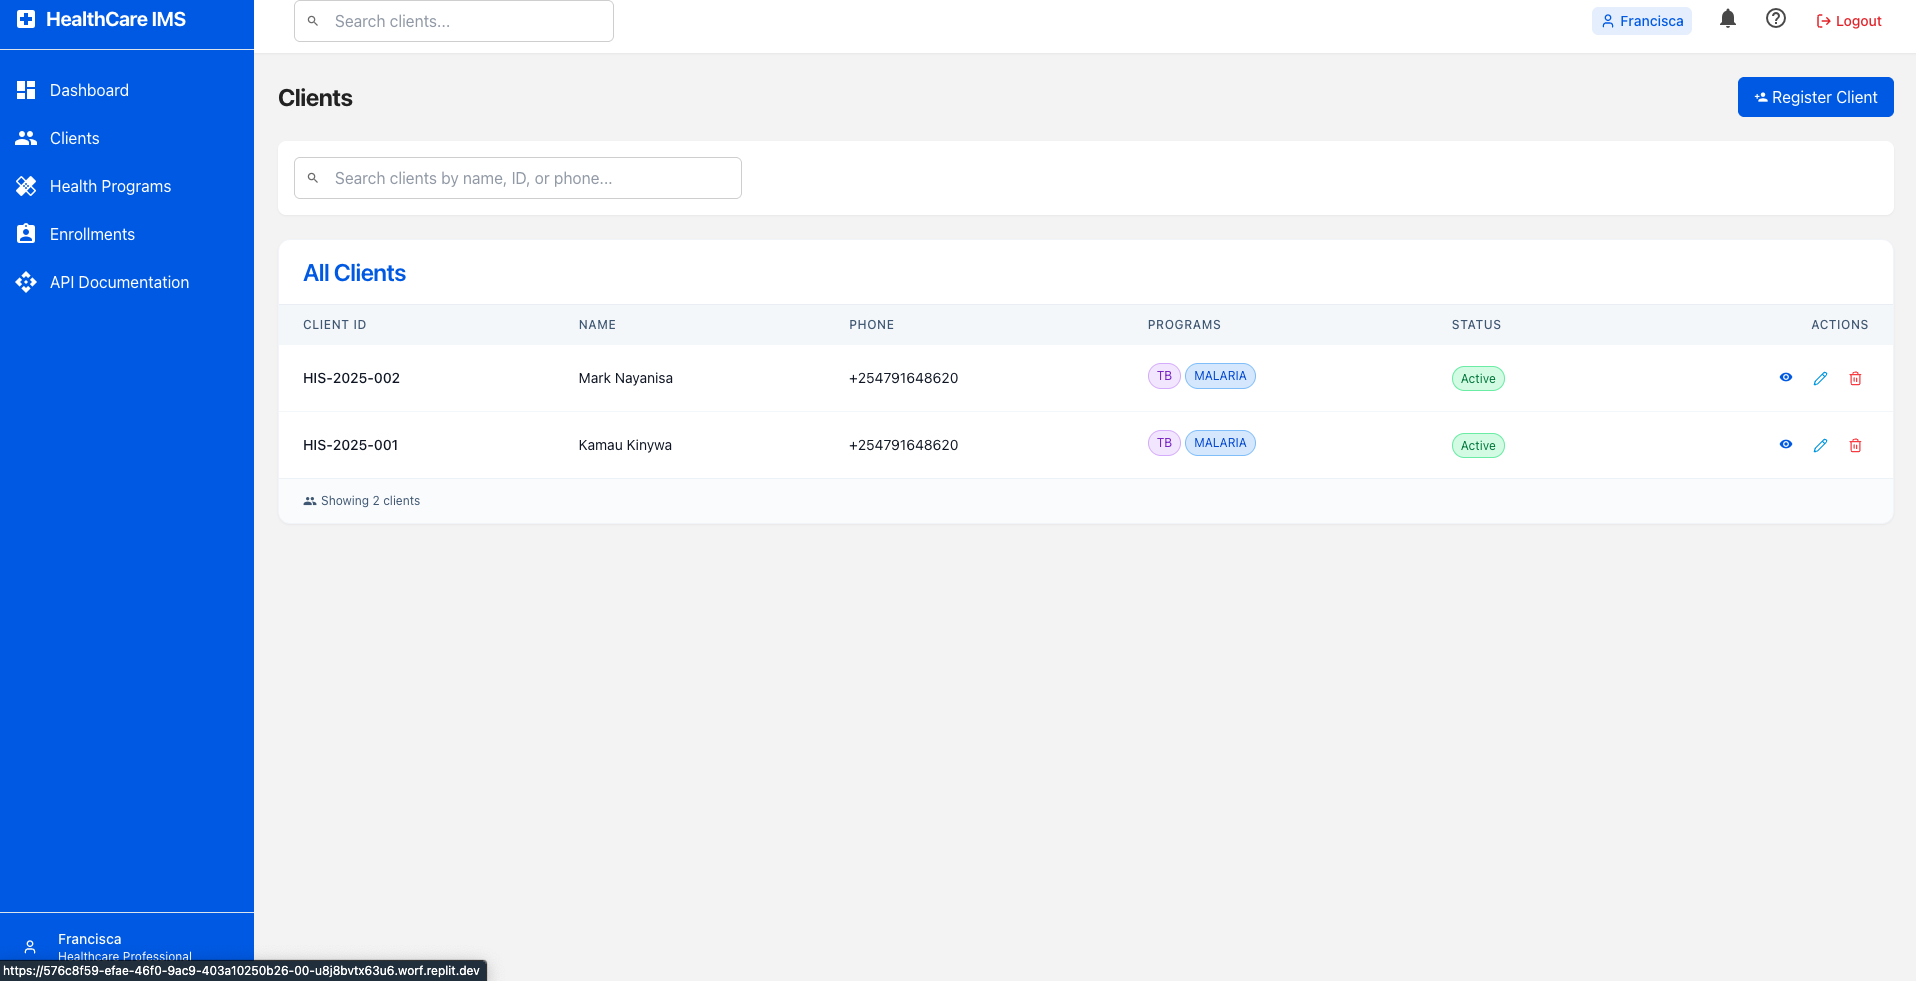 HealthCare IMS
Search clients...
Francisca
Logout
Dashboard
Clients
Health Programs
Enrollments
API Documentation
Clients
Register Client
Search clients by name, ID, or phone...
All Clients
CLIENT ID NAME PHONE PROGRAMS STATUS ACTIONS
HIS-2025-002 Mark Nayanisa +254791648620 TB MALARIA Active
HIS-2025-001 Kamau Kinywa +254791648620 TB MALARIA Active
Showing 2 clients
Francisca
Healthcare Professional
https://576c8f59-efae-46f0-9ac9-403a10250b26-00-u8j8bvtx63u6.worf.replit.dev